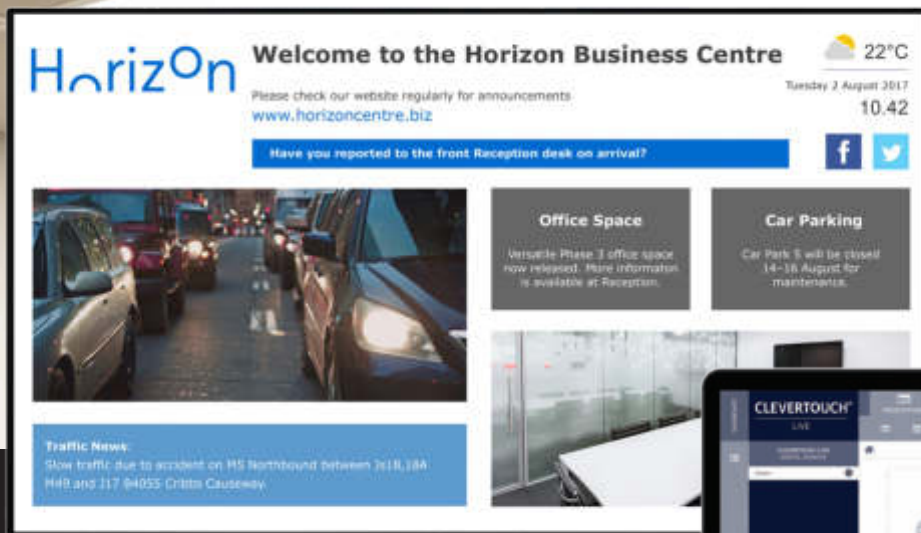 Horizon
Welcome to the Horizon Business Centre
Please check our website regularly for announcements
www.horizoncentre.biz
22°C
Tuesday 2 August 2017
10.42
Have you reported to the front Reception desk on arrival?
f
Office Space
Versatile Phase 3 office space
now released. More informaton
is available at Reception.
Car Parking
Car Park 5 will be closed
14-16 August for
maintenance.
Traffic News:
Slow traffic due to accident on M5 Northbound between Js18,18A
M49 and J17 B4055 Cribbs Causeway.
CLEVERTOUCH
LIVE